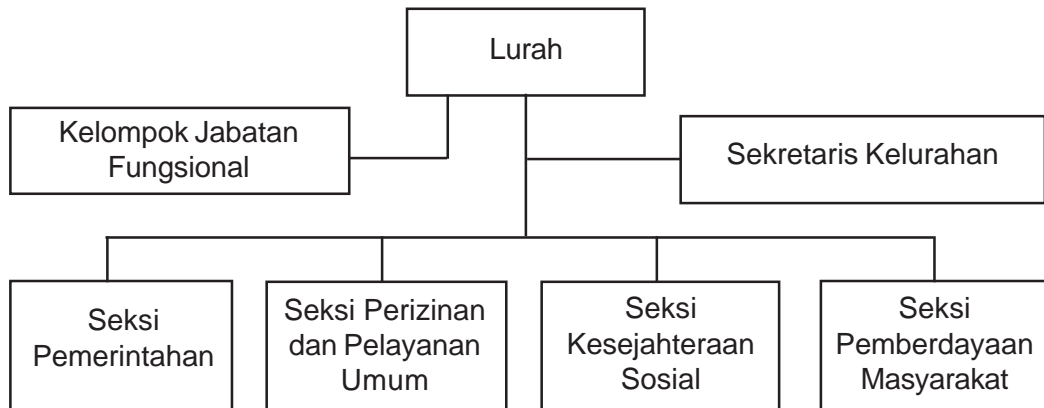 Lurah
Kelompok Jabatan
Fungsional
Sekretaris Kelurahan
Seksi
Pemerintahan
Seksi Perizinan
dan Pelayanan
Umum
Seksi
Kesejahteraan
Sosial
Seksi
Pemberdayaan
Masyarakat